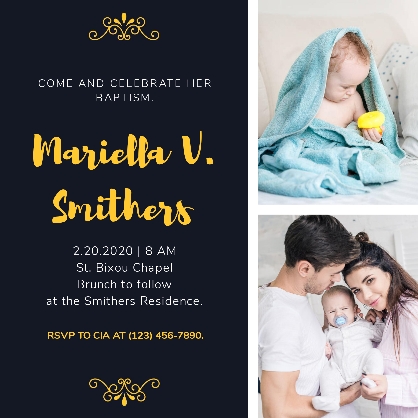 COME AND CELEBRATE HER
BAPTISM.
Mariella V.
Smithers
2.20.2020 | 8 AM
St. Bixou Chapel
Brunch to follow
at the Smithers Residence.
RSVP TO CIA AT (123) 456-7890.